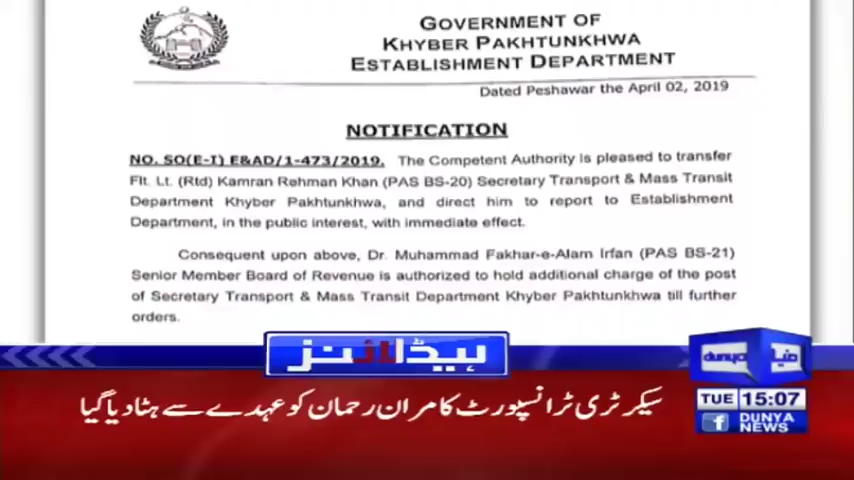 GOVERNMENT OF
KHYBER PAKHTUNKHWA
ESTABLISHMENT DEPARTMENT
Dated Peshawar the April 02, 2019
NOTIFICATION
NO. SO(E-I) E&AD/1-473/2019. The Competent Authority is pleased to transfer
Flt. Lt. (Rtd) Kamran Rehman Khan (PAS BS-20) Secretary Transport & Mass Transit
Department Khyber Pakhtunkhwa, and direct him to report to Establishment
Department, in the public interest, with immediate effect.
Consequent upon above, Dr. Muhammad Fakhar-e-Alam Irfan (PAS BS-21)
Senior Member Board of Revenue is authorized to hold additional charge of the post
of Secretary Transport & Mass Transit Department Khyber Pakhtunkhwa till further
orders.
ہیڈلائنز
dunya دنیا
سیکرٹری ٹرانسپورٹ کامران رحمان کو عہدے سے ہٹا دیا گیا
TUE 15:07
f DUNYA
NEWS